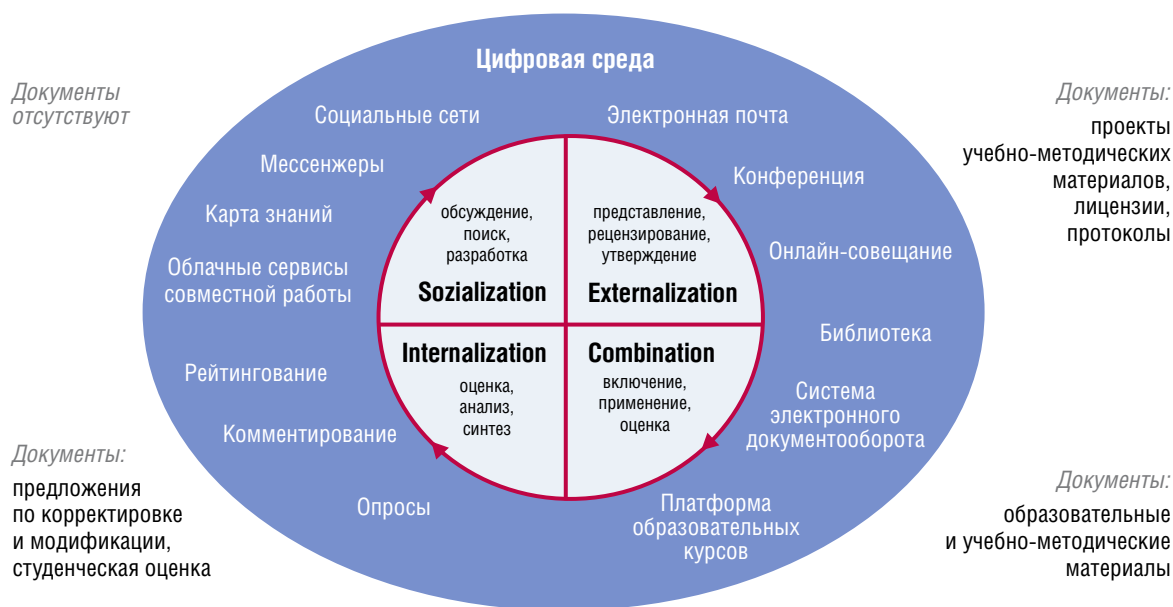 Цифровая среда
Документы
отсутствуют
Социальные сети
Мессенжеры
Карта знаний
Облачные сервисы
совместной работы
Электронная почта
Конференция
Онлайн-совещание
Документы:
проекты
учебно-методических
материалов,
лицензии,
протоколы
обсуждение,
поиск,
разработка
Sozialization
представление,
рецензирование,
утверждение
Externalization
Internalization
оценка,
анализ,
синтез
Combination
включение,
применение,
оценка
Рейтингование
Комментирование
Опросы
Библиотека
Система
электронного
документооборота
Платформа
образовательных
курсов
Документы:
предложения
по корректировке
и модификации,
студенческая оценка
Документы:
образовательные
и учебно-методические
материалы